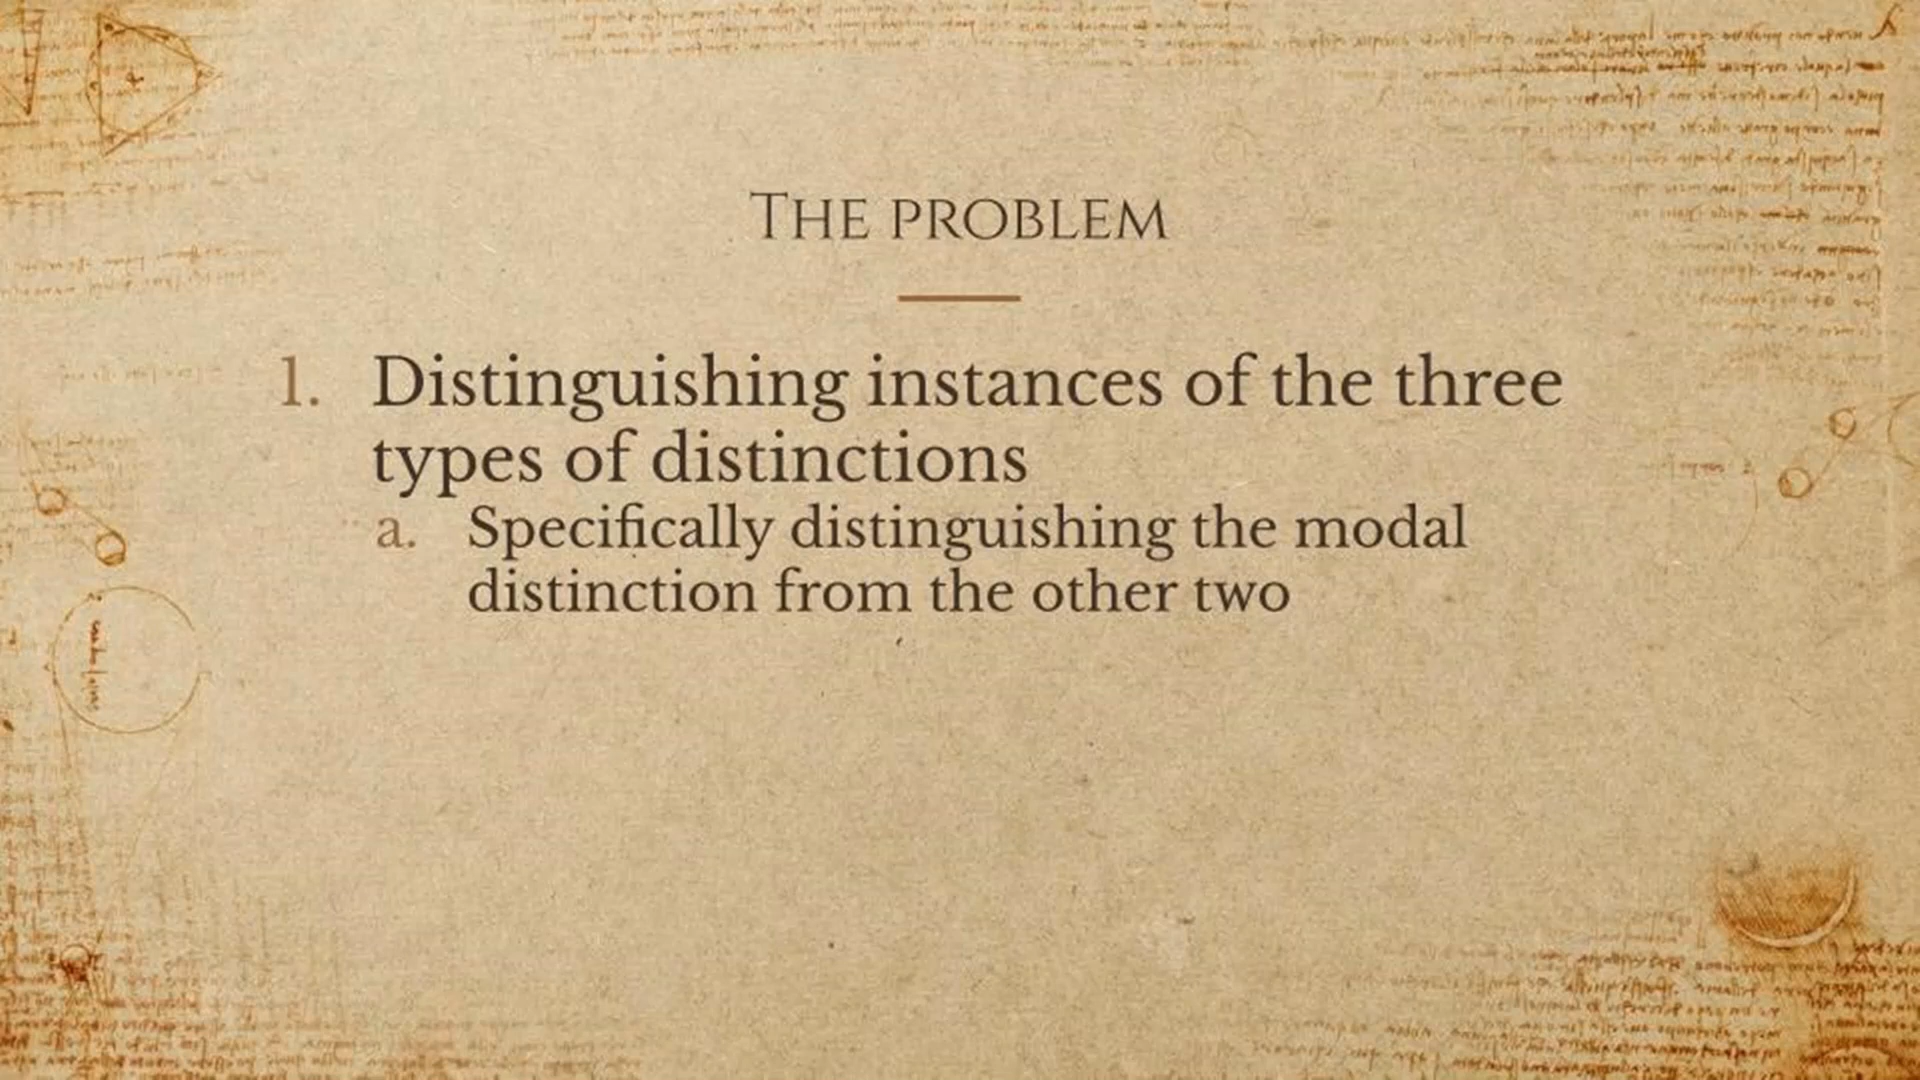 The problem
1. Distinguishing instances of the three
types of distinctions
a. Specifically distinguishing the modal
distinction from the other two